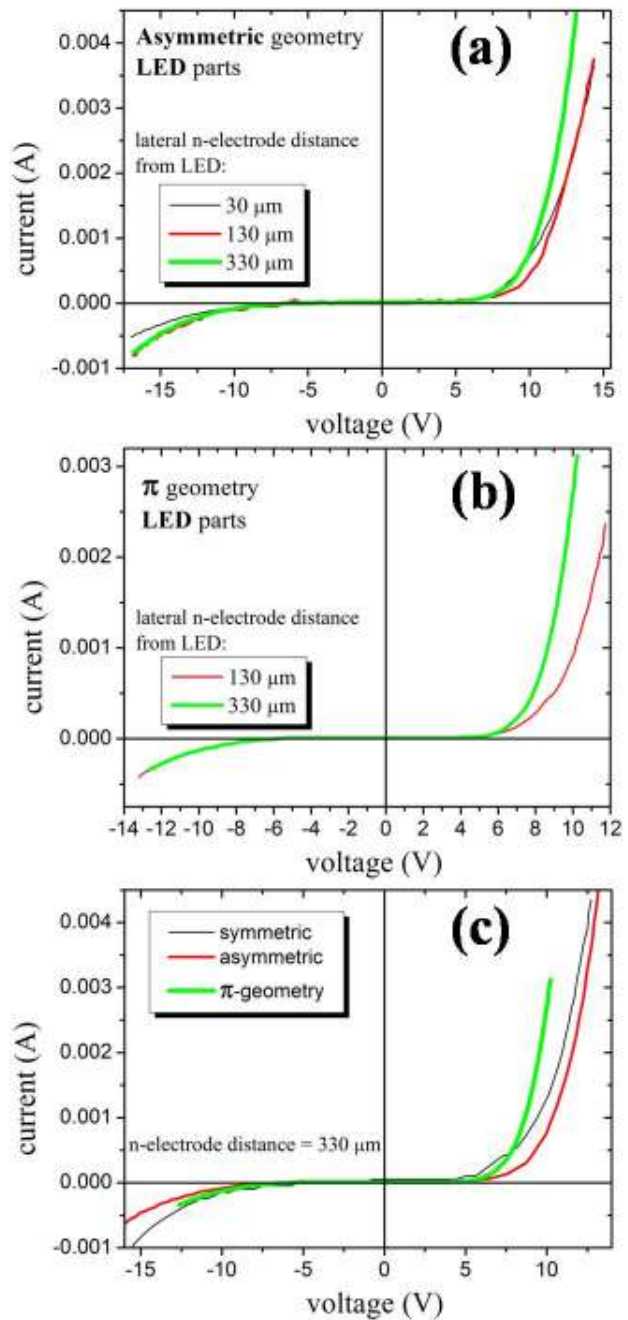 (a)
Asymmetric geometry
LED parts
lateral n-electrode distance
from LED:
30 μm
130 μm
330 μm
current (A)
0.004
0.003
0.002
0.001
0.000
-0.001
-15 -10 -5 0 5 10 15
voltage (V)
(b)
π geometry
LED parts
lateral n-electrode distance
from LED:
130 μm
330 μm
current (A)
0.003
0.002
0.001
0.000
-14 -12 -10 -8 -6 -4 -2 0 2 4 6 8 10 12
voltage (V)
(c)
symmetric
asymmetric
π-geometry
n-electrode distance = 330 μm
current (A)
0.004
0.003
0.002
0.001
0.000
-0.001
-15 -10 -5 0 5 10
voltage (V)